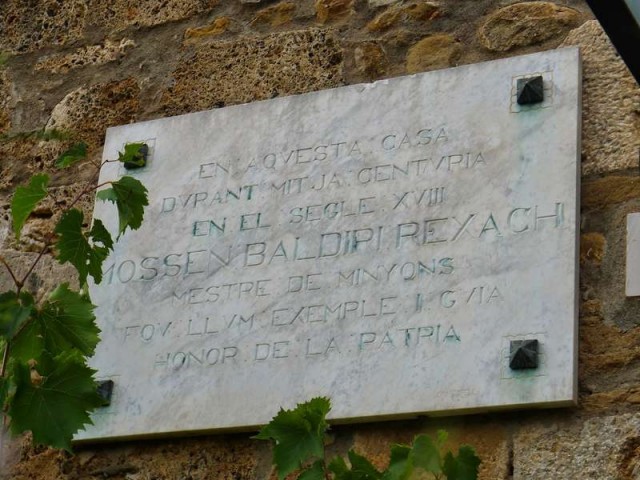 EN AQVESTA CASA
DVRANT MITJA CENTVRIA
EN EL SEGLE XVIII
MOSSEN BALDIRI REXACH
MESTRE DE MINYONS
FOV LLVM EXEMPLE I GVIA
HONOR DE LA PATRIA